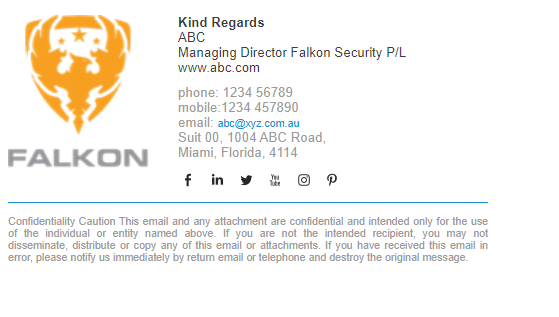 Kind Regards
ABC
Managing Director Falkon Security P/L
www.abc.com
phone: 1234 56789
mobile:1234 457890
email: abc@xyz.com.au
Suit 00, 1004 ABC Road,
Miami, Florida, 4114
FALKON
You
Tube
Confidentiality Caution This email and any attachment are confidential and intended only for the use
of the individual or entity named above. If you are not the intended recipient, you may not
disseminate, distribute or copy any of this email or attachments. If you have received this email in
error, please notify us immediately by return email or telephone and destroy the original message.